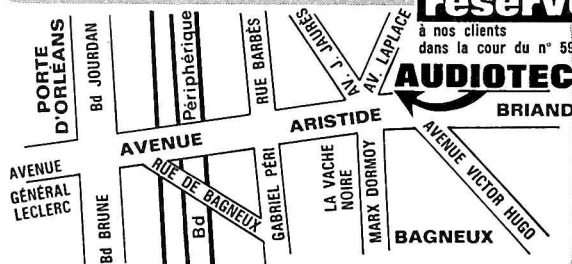 réserve
à nos clients
dans la cour du n° 59
AUDIOTEC
PORTE
D'ORLÉANS
Bd JOURDAN
Périphérique
RUE BARBÈS
AV. J. JAURÈS
AV. LAPLACE
AVENUE
ARISTIDE
BRIAND
AVENUE
GÉNÉRAL
LECLERC
Bd BRUNE
RUE DE BAGNEUX
Bd
GABRIEL PÉRI
LA VACHE
NOIRE
MARX DORMOY
AVENUE VICTOR HUGO
BAGNEUX